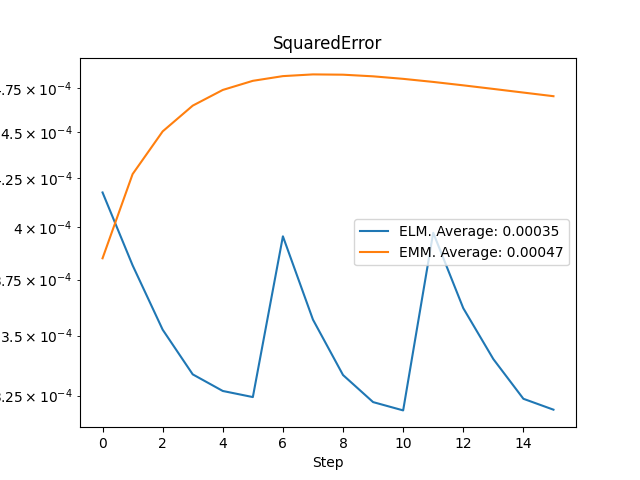 SquaredError
4.75 × 10⁻⁴
4.5 × 10⁻⁴
4.25 × 10⁻⁴
4 × 10⁻⁴
3.75 × 10⁻⁴
3.5 × 10⁻⁴
3.25 × 10⁻⁴
ELM. Average: 0.00035
EMM. Average: 0.00047
0 2 4 6 8 10 12 14
Step